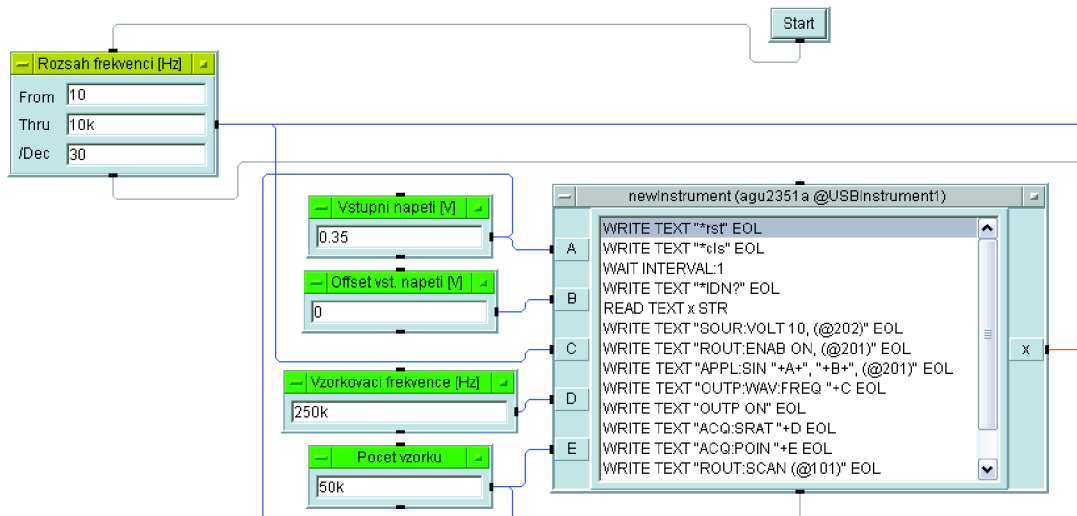 Start
Rozsah frekvenci [Hz]
From 10
Thru 10k
/Dec 30
Vstupni napeti [V]
0.35
Offset vst. napeti [V]
0
Vzorkovaci frekvence [Hz]
250k
Pocet vzorku
50k
newInstrument (agu2351a @USBInstrument1)
A
B
C
D
E
WRITE TEXT "*rst" EOL
WRITE TEXT "*cls" EOL
WAIT INTERVAL:1
WRITE TEXT "*IDN?" EOL
READ TEXT x STR
WRITE TEXT "SOUR:VOLT 10, (@202)" EOL
WRITE TEXT "ROUT:ENAB ON, (@201)" EOL
WRITE TEXT "APPL:SIN "+A+", "+B+", (@201)" EOL
WRITE TEXT "OUTP:WAV:FREQ "+C EOL
WRITE TEXT "OUTP ON" EOL
WRITE TEXT "ACQ:SRAT "+D EOL
WRITE TEXT "ACQ:POIN "+E EOL
WRITE TEXT "ROUT:SCAN (@101)" EOL
X